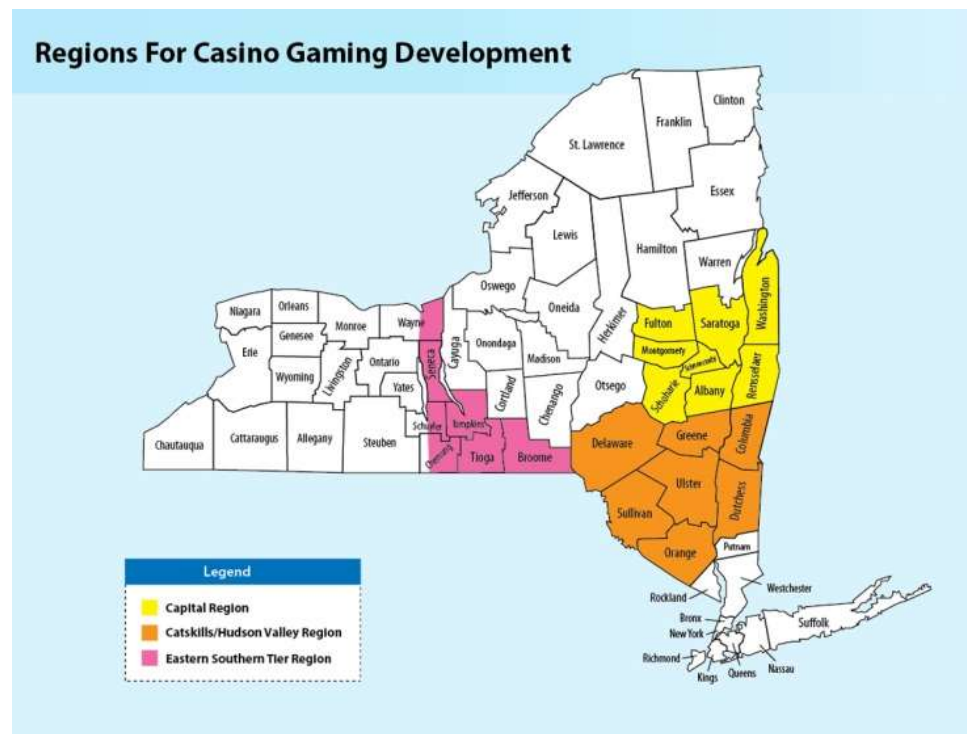 Regions For Casino Gaming Development
Clinton
Franklin
St. Lawrence
Essex
Jefferson
Lewis
Hamilton
Warren
Washington
Oswego
Oneida
Herkimer
Fulton
Saratoga
Niagara
Orleans
Monroe
Wayne
Genesee
Erie
Wyoming
Livingston
Ontario
Yates
Seneca
Cayuga
Onondaga
Madison
Montgomery
Schenectady
Rensselaer
Otsego
Schoharie
Albany
Cortland
Chenango
Chautauqua
Cattaraugus
Allegany
Steuben
Schuyler
Tompkins
Chemung
Tioga
Broome
Delaware
Greene
Columbia
Ulster
Dutchess
Sullivan
Orange
Putnam
Rockland
Westchester
Bronx
New York
Suffolk
Richmond
Kings
Queens
Nassau
Legend
Capital Region
Catskills/Hudson Valley Region
Eastern Southern Tier Region